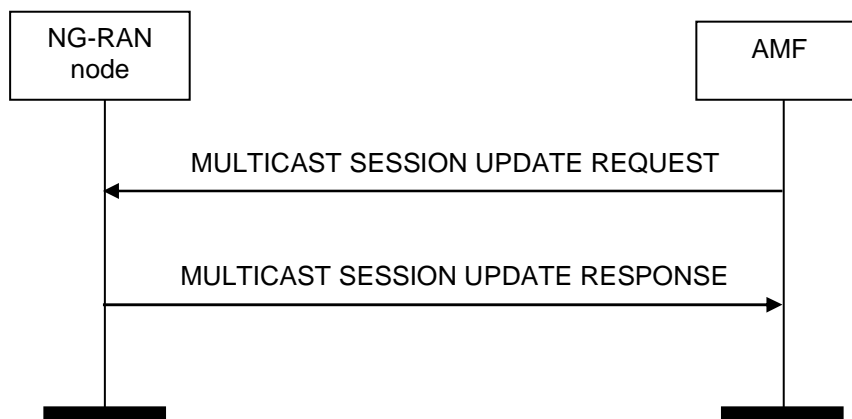 NG-RAN
node
AMF
MULTICAST SESSION UPDATE REQUEST
MULTICAST SESSION UPDATE RESPONSE